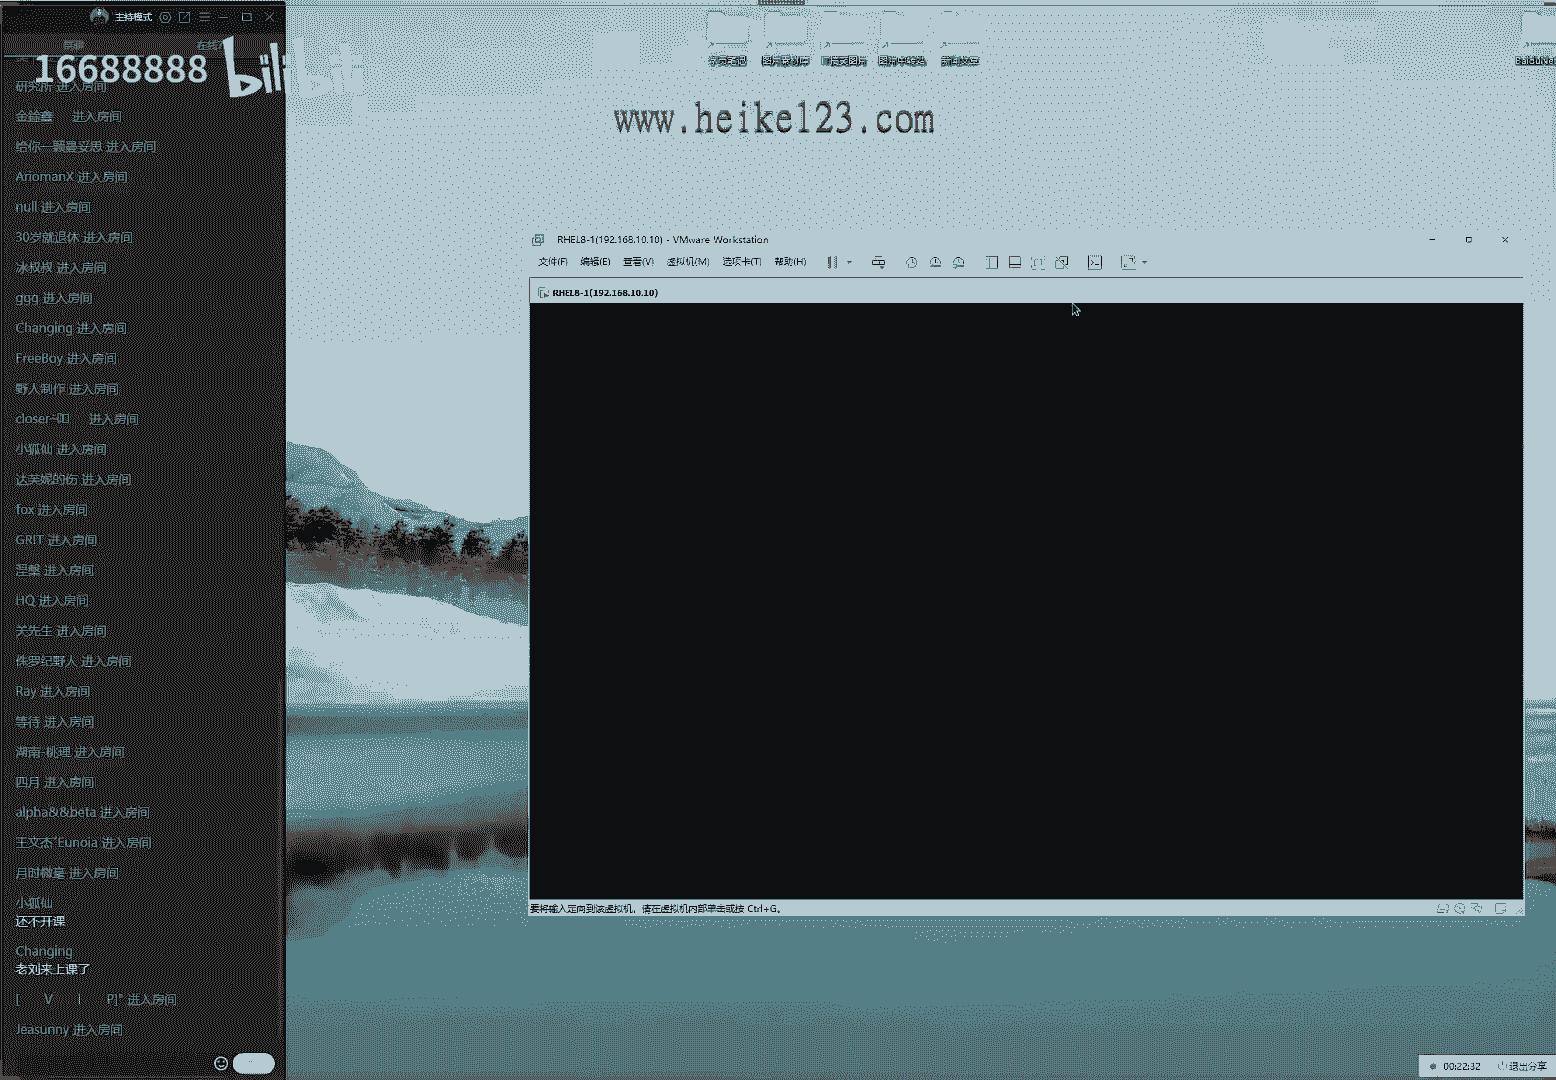 主持模式
16688888
bilibili
研究所 进入房间
金鑫鑫 进入房间
给你一颗曼妥思 进入房间
AriomanX 进入房间
null 进入房间
30岁就退休 进入房间
冰叔叔 进入房间
ggg 进入房间
Changing 进入房间
FreeBoy 进入房间
野人制作 进入房间
closer~ 进入房间
小狐仙 进入房间
达芙妮的伤 进入房间
fox 进入房间
GRIT 进入房间
涅槃 进入房间
HQ 进入房间
关先生 进入房间
侏罗纪野人 进入房间
Ray 进入房间
等待 进入房间
湖南-桃理 进入房间
四月 进入房间
alpha&&beta 进入房间
王文杰`Eunoia 进入房间
月时微毫 进入房间
小狐仙
还不开课
Changing
老刘来上课了
[ V I P]" 进入房间
Jeasunny 进入房间
www.heike123.com
RHEL8-1(192.168.10.10) - VMware Workstation
文件(F) 编辑(E) 查看(V) 虚拟机(M) 选项卡(T) 帮助(H)
RHEL8-1(192.168.10.10)
要将输入定向到该虚拟机，请在虚拟机内部单击或按 Ctrl+G。
00:22:32 退出分享